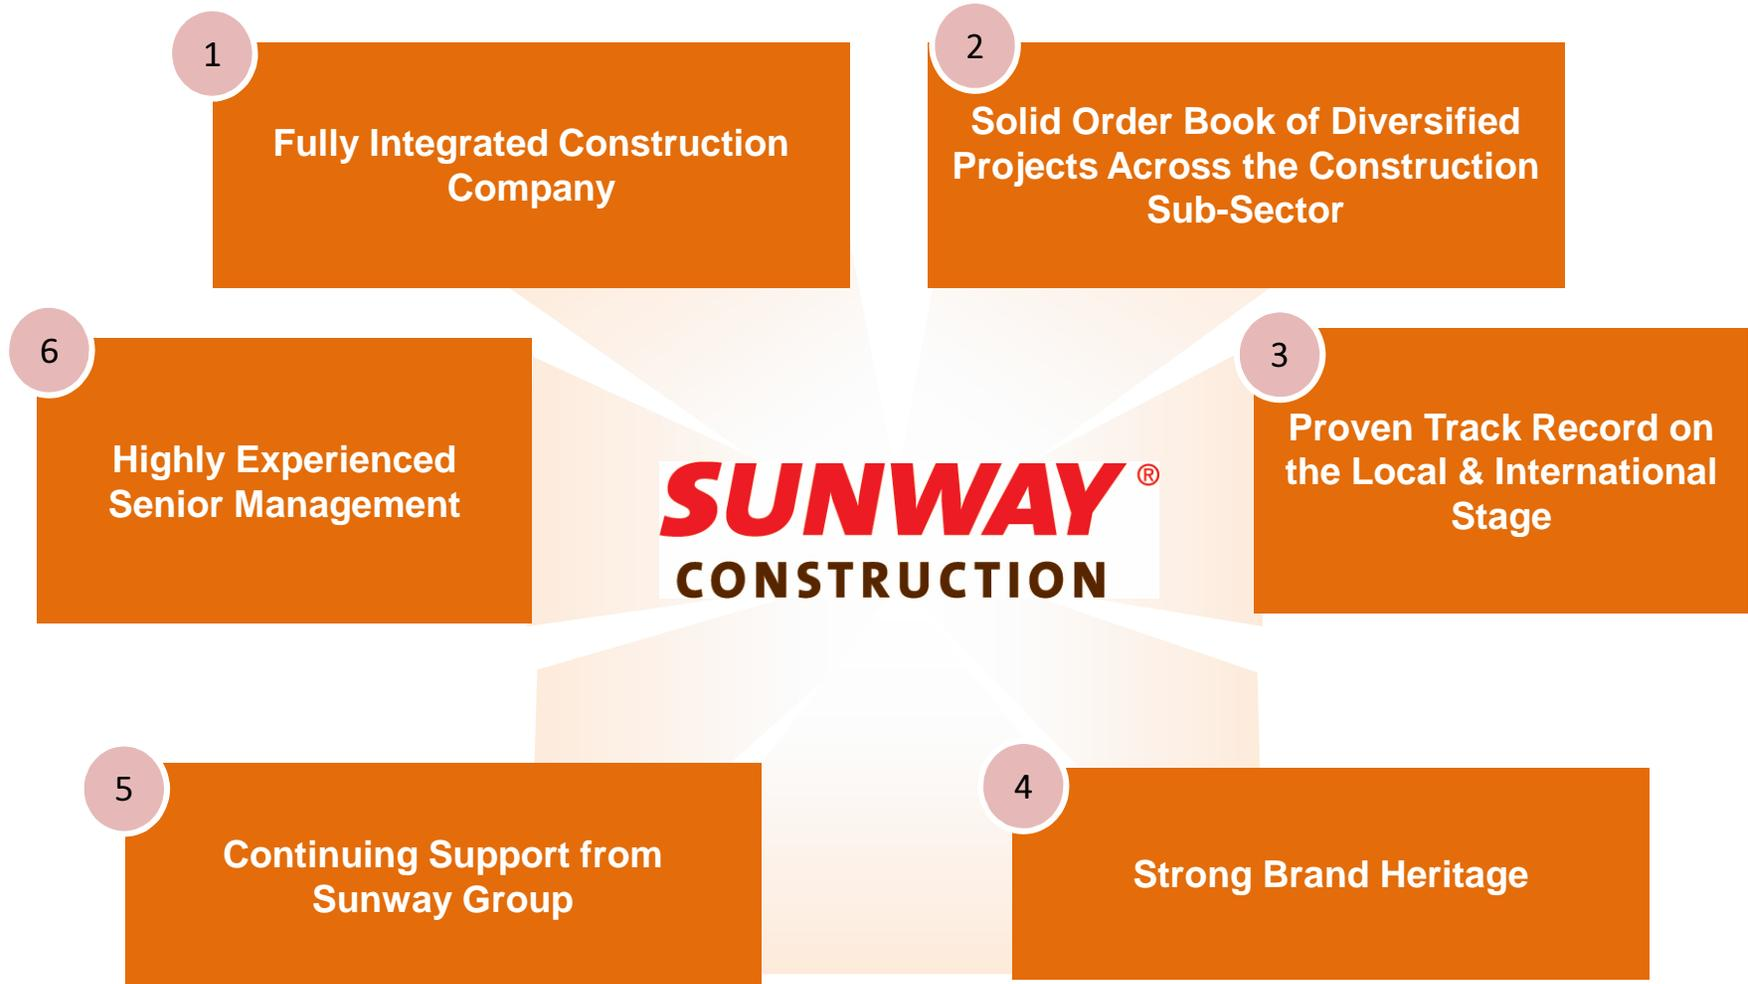 1
Fully Integrated Construction
Company
2
Solid Order Book of Diversified
Projects Across the Construction
Sub-Sector
3
Proven Track Record on
the Local & International
Stage
4
Strong Brand Heritage
5
Continuing Support from
Sunway Group
6
Highly Experienced
Senior Management
SUNWAY®
CONSTRUCTION